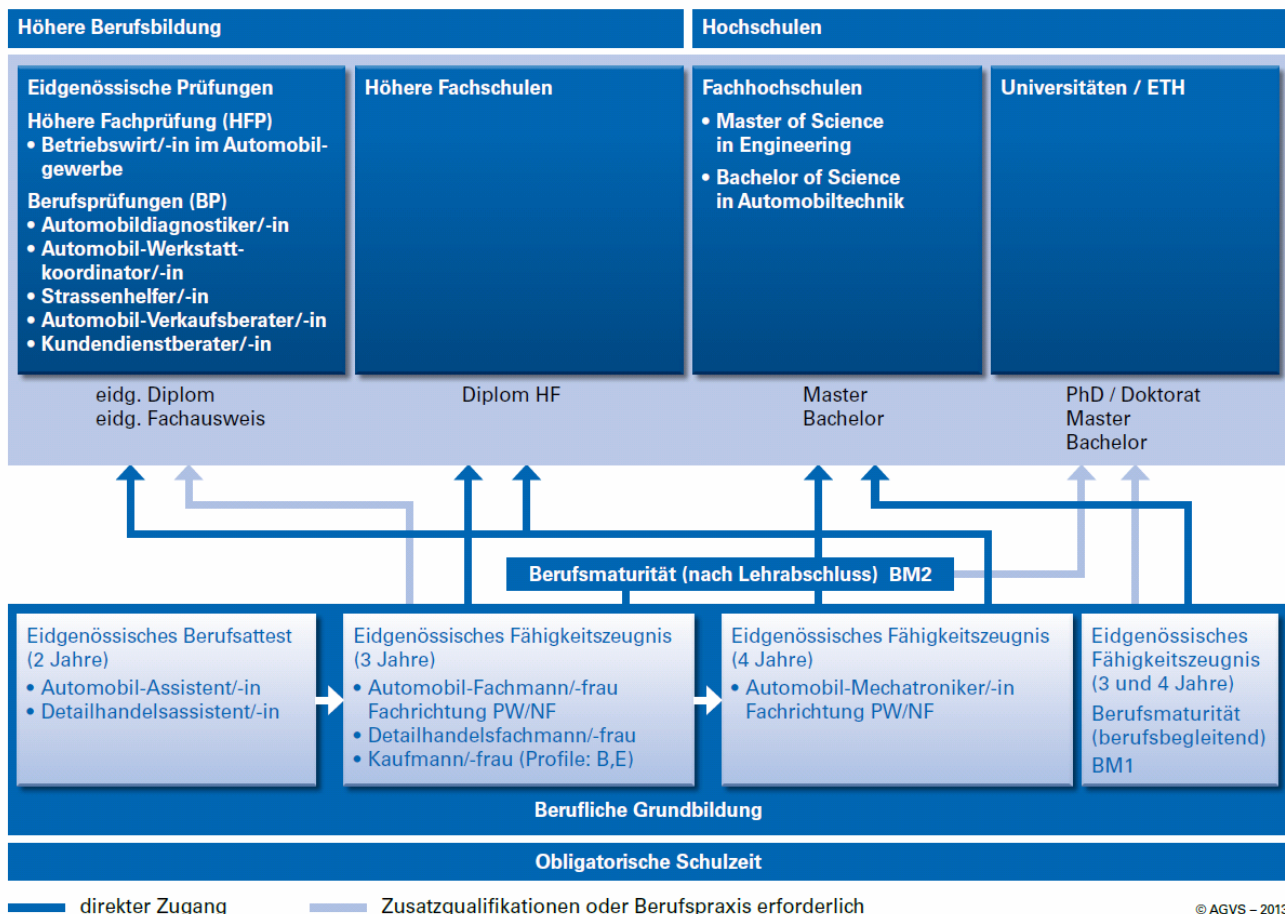 Höhere Berufsbildung
Hochschulen
Eidgenössische Prüfungen
Höhere Fachprüfung (HFP)
• Betriebswirt/-in im Automobil-
gewerbe
Berufsprüfungen (BP)
• Automobildiagnostiker/-in
• Automobil-Werkstatt-
koordinator/-in
• Strassenhelfer/-in
• Automobil-Verkaufsberater/-in
• Kundendienstberater/-in
Höhere Fachschulen
Fachhochschulen
• Master of Science
in Engineering
• Bachelor of Science
in Automobiltechnik
Universitäten / ETH
eidg. Diplom
eidg. Fachausweis
Diplom HF
Master
Bachelor
PhD / Doktorat
Master
Bachelor
Berufsmaturität (nach Lehrabschluss) BM2
Eidgenössisches Berufsattest
(2 Jahre)
• Automobil-Assistent/-in
• Detailhandelsassistent/-in
Eidgenössisches Fähigkeitszeugnis
(3 Jahre)
• Automobil-Fachmann/-frau
Fachrichtung PW/NF
• Detailhandelsfachmann/-frau
• Kaufmann/-frau (Profile: B,E)
Eidgenössisches Fähigkeitszeugnis
(4 Jahre)
• Automobil-Mechatroniker/-in
Fachrichtung PW/NF
Eidgenössisches
Fähigkeitszeugnis
(3 und 4 Jahre)
Berufsmaturität
(berufsbegleitend)
BM1
Berufliche Grundbildung
Obligatorische Schulzeit
direkter Zugang
Zusatzqualifikationen oder Berufspraxis erforderlich
© AGVS – 2013